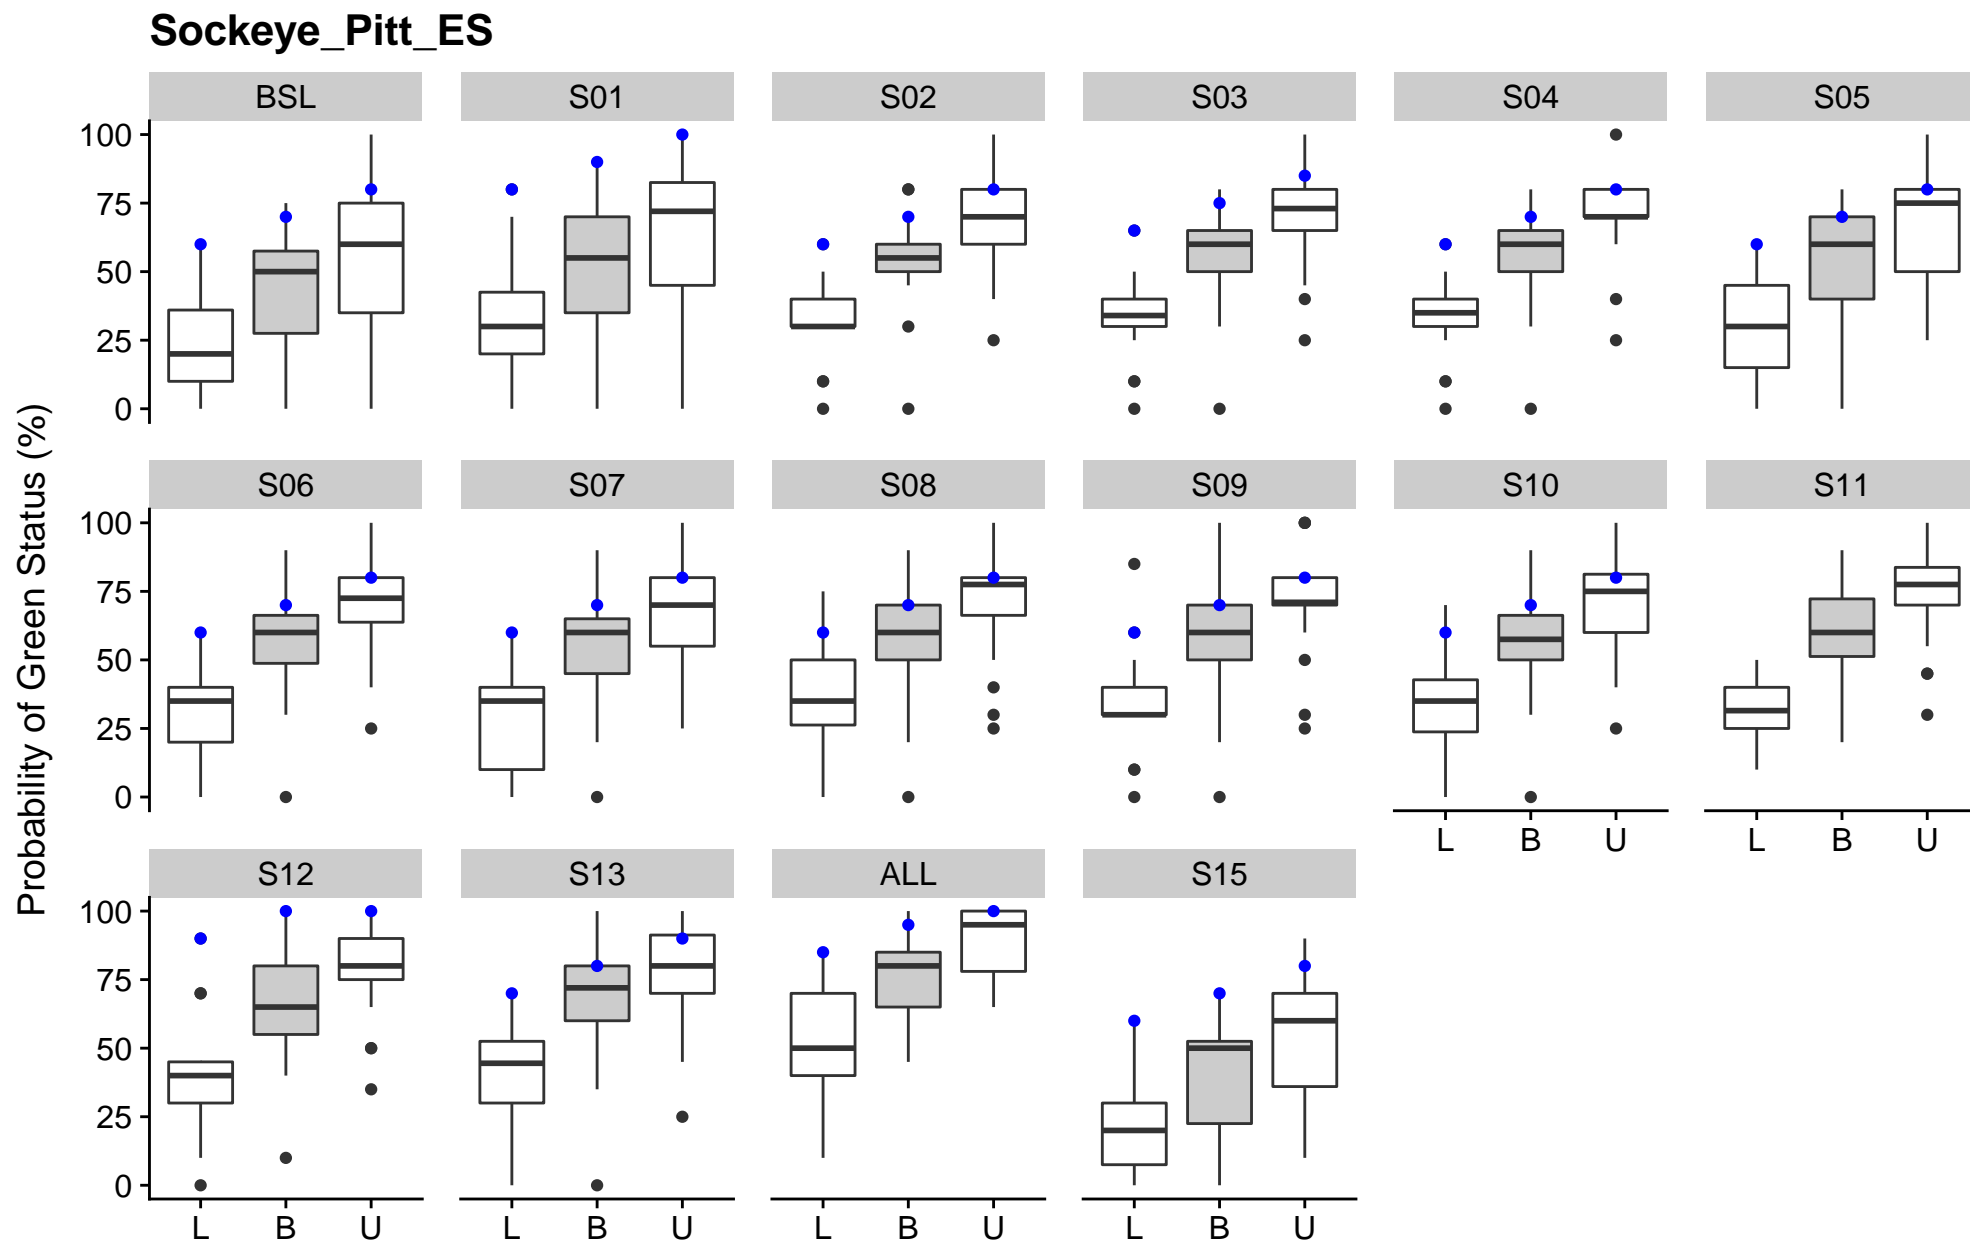 Sockeye_Pitt_ES
BSL S01 S02 S03 S04 S05
100
75
50
25
0
Probability of Green Status (%)
S06 S07 S08 S09 S10 S11
100
75
50
25
0
L B U L B U
S12 S13 ALL S15
100
75
50
25
0
L B U L B U L B U L B U